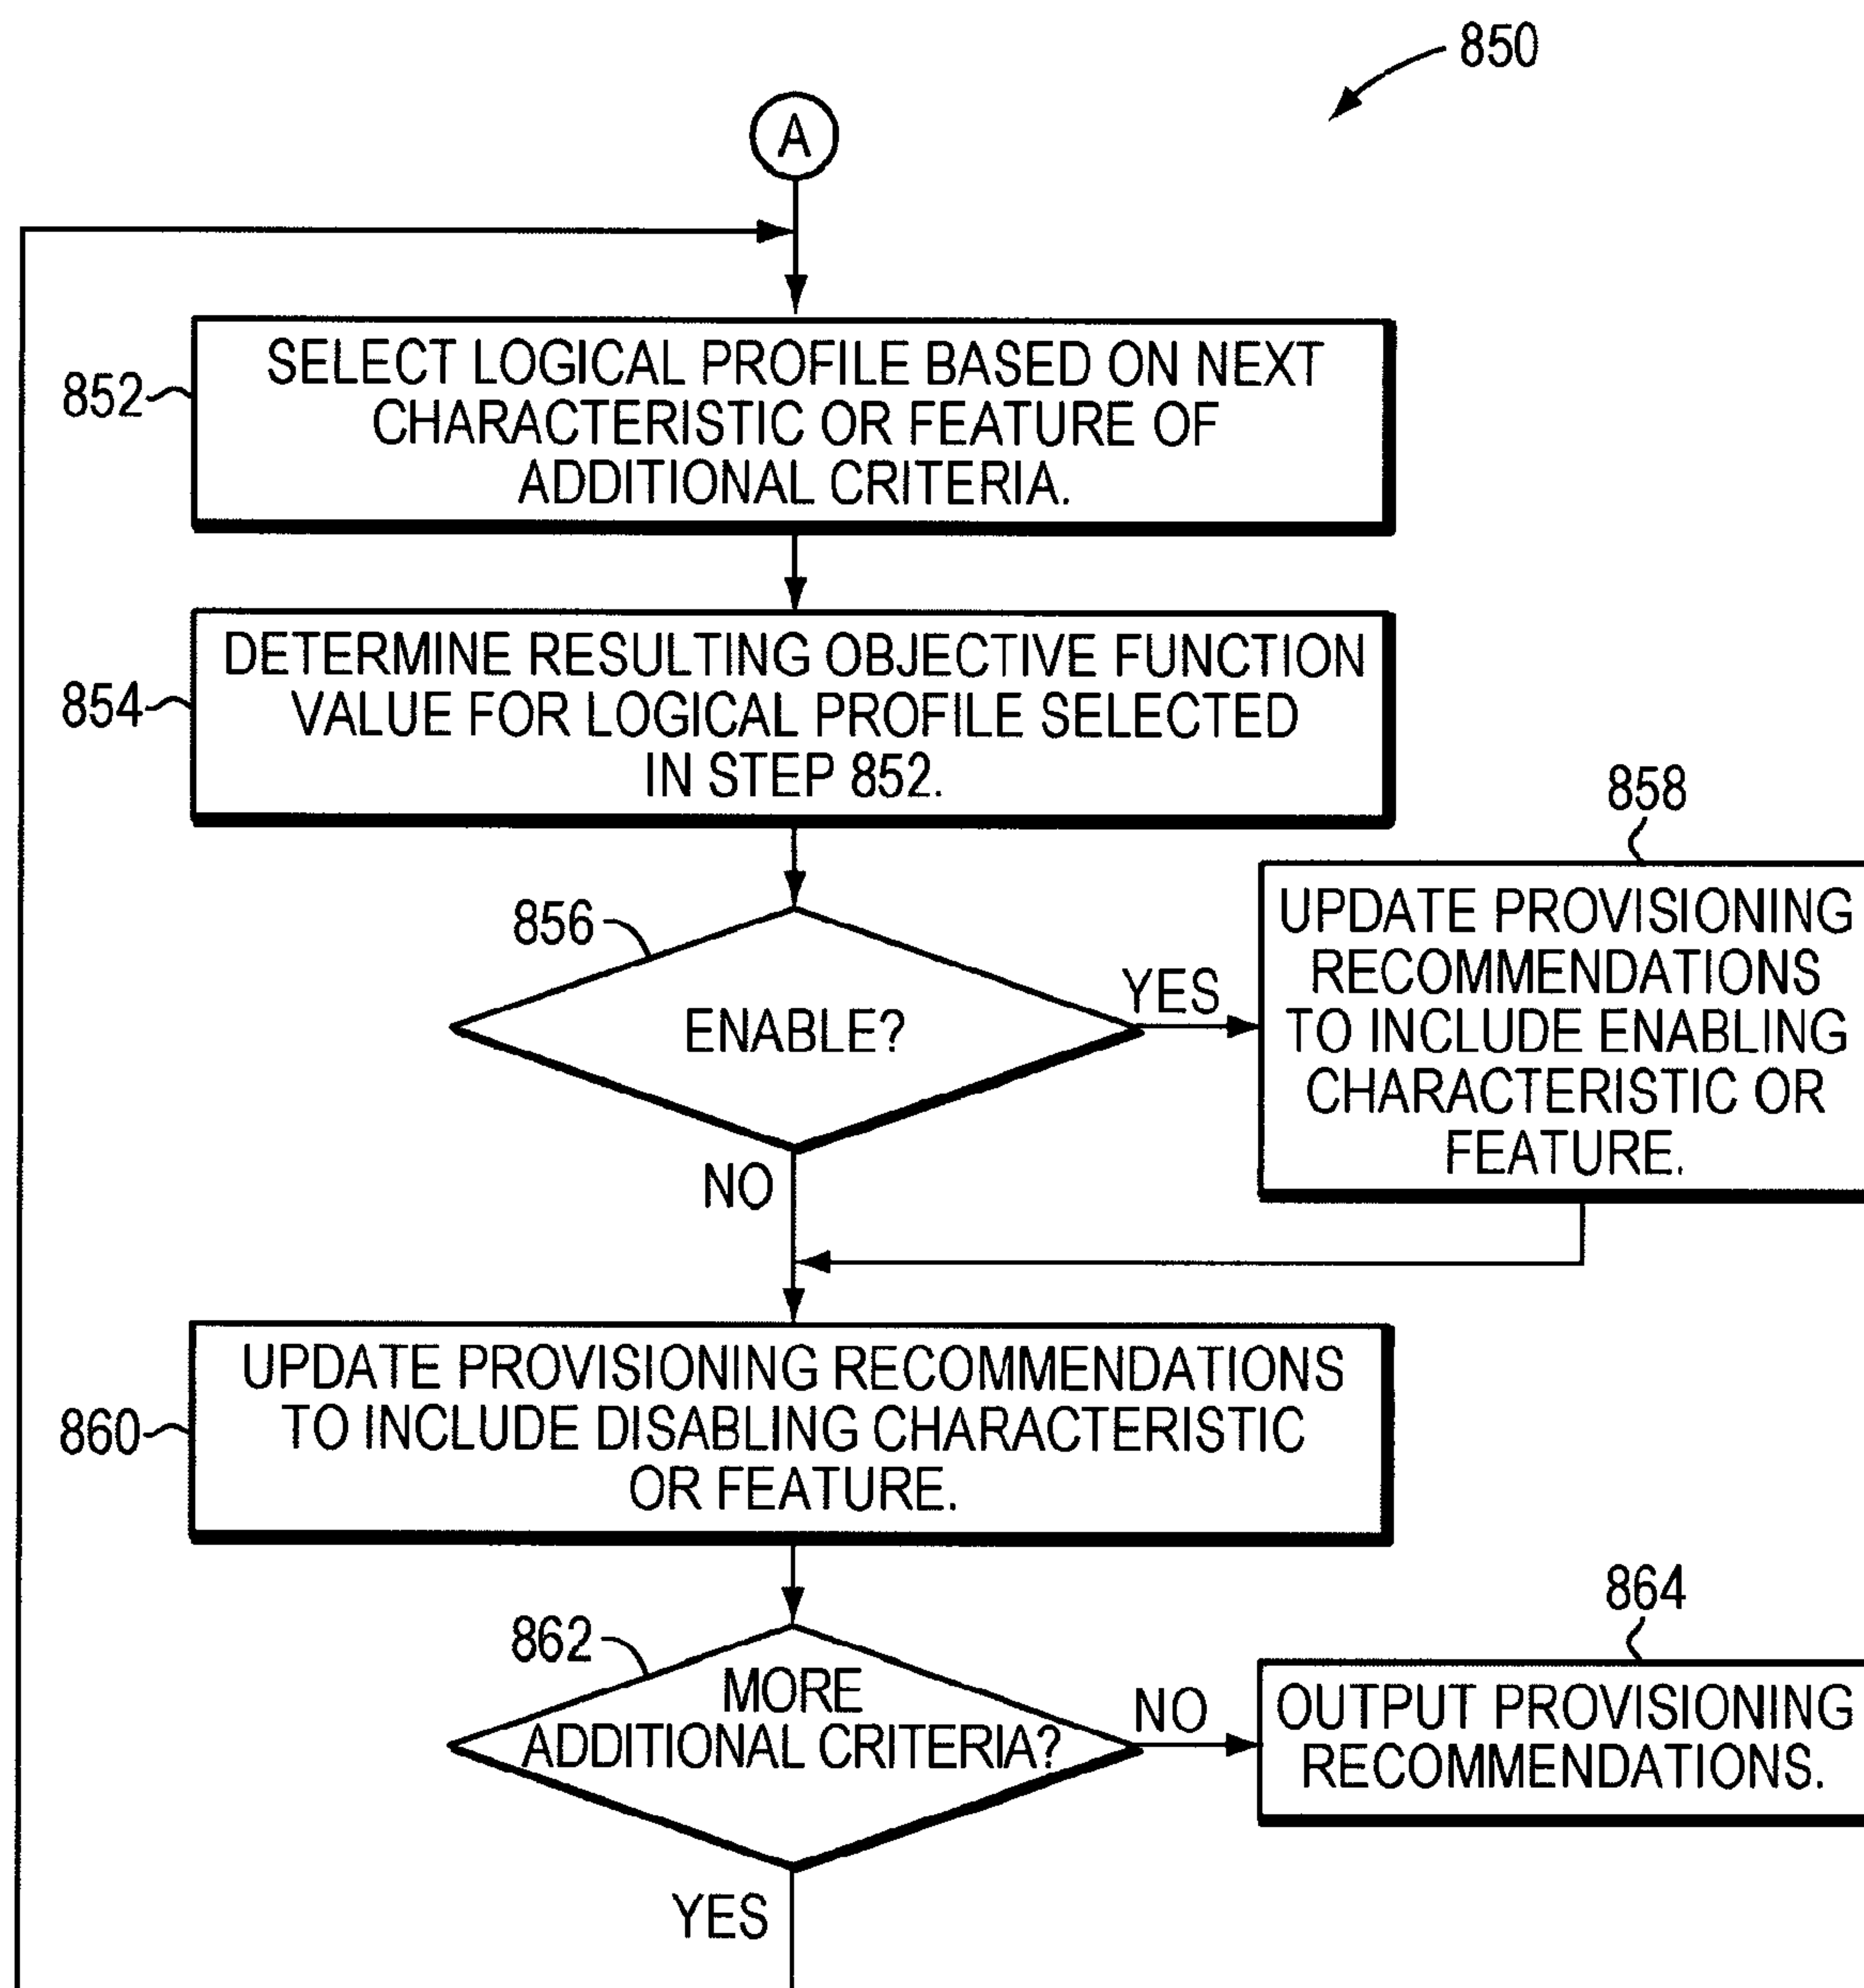 850
A
852
SELECT LOGICAL PROFILE BASED ON NEXT
CHARACTERISTIC OR FEATURE OF
ADDITIONAL CRITERIA.
854
DETERMINE RESULTING OBJECTIVE FUNCTION
VALUE FOR LOGICAL PROFILE SELECTED
IN STEP 852.
856
ENABLE?
YES
858
UPDATE PROVISIONING
RECOMMENDATIONS
TO INCLUDE ENABLING
CHARACTERISTIC OR
FEATURE.
NO
860
UPDATE PROVISIONING RECOMMENDATIONS
TO INCLUDE DISABLING CHARACTERISTIC
OR FEATURE.
862
MORE
ADDITIONAL CRITERIA?
NO
864
OUTPUT PROVISIONING
RECOMMENDATIONS.
YES